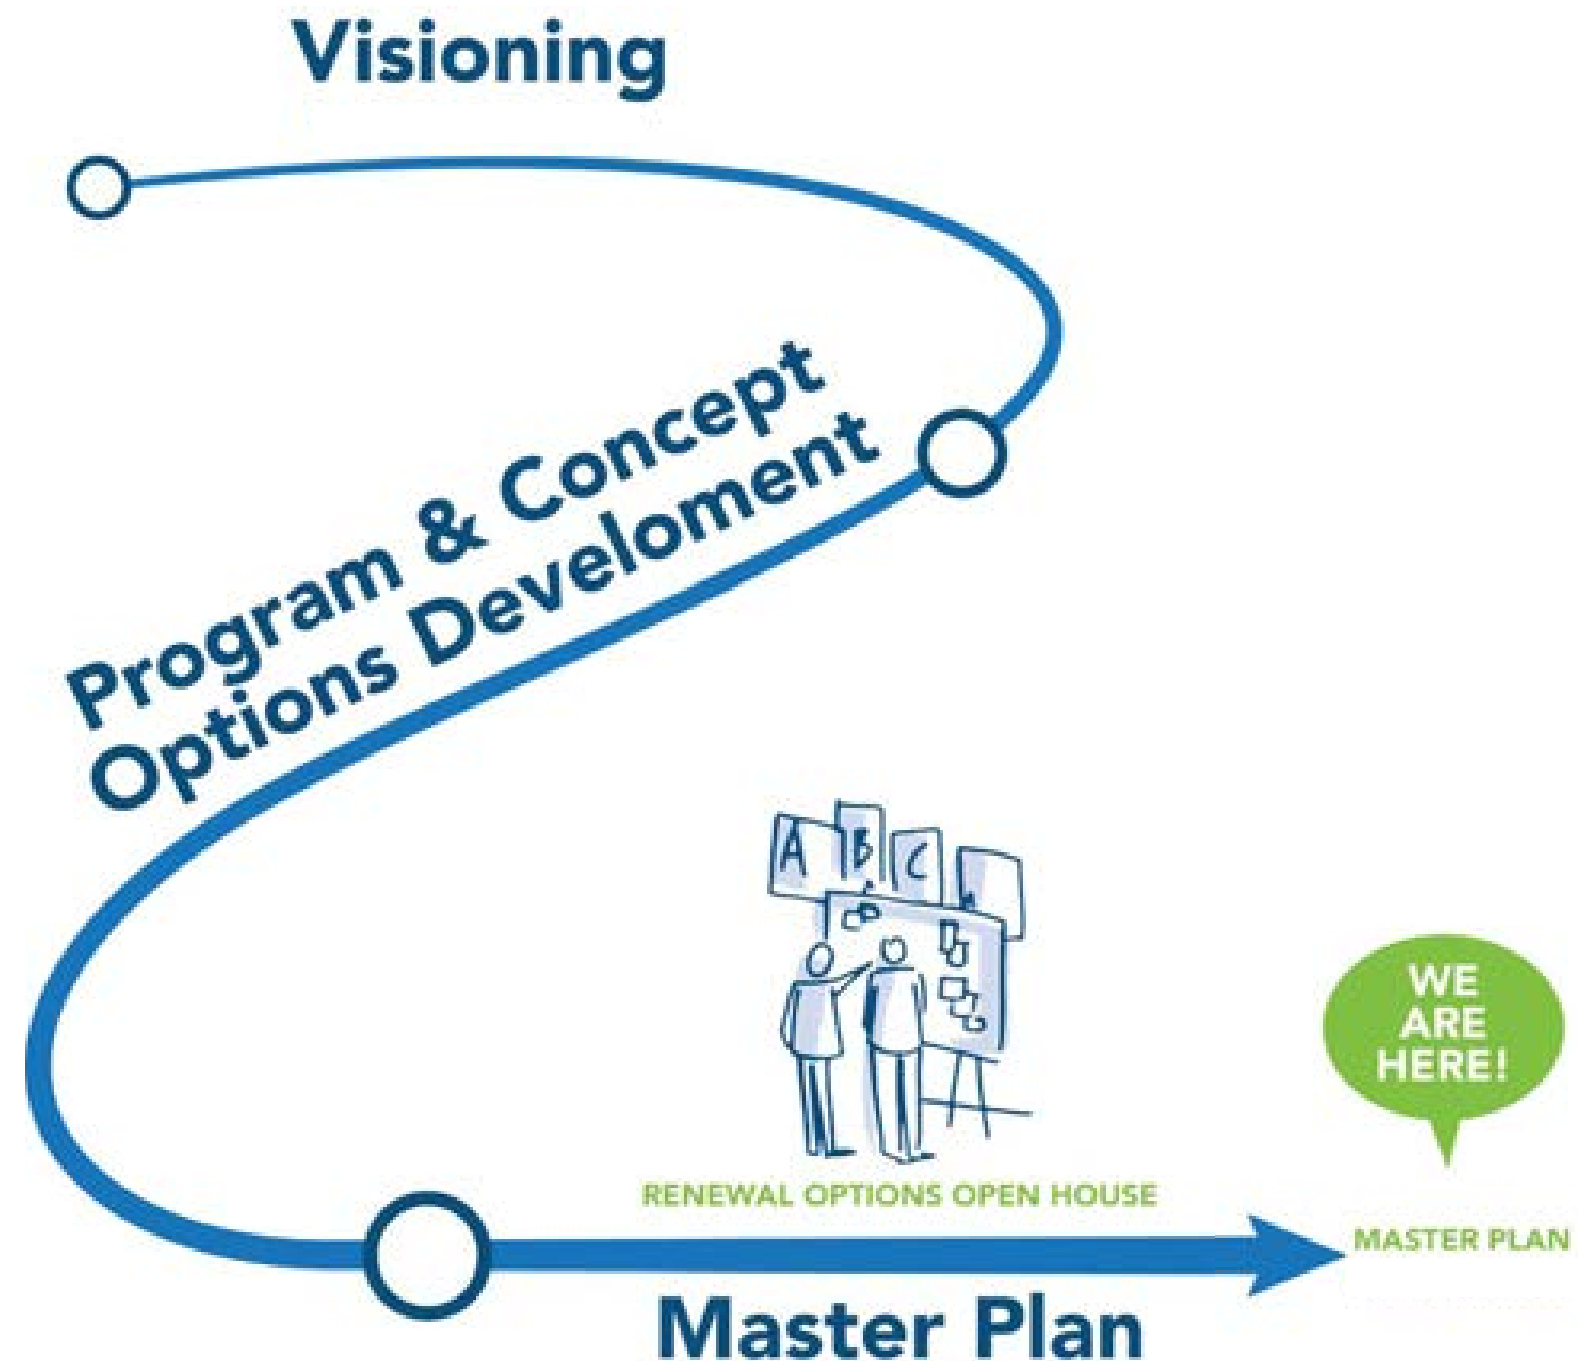 Visioning
Program & Concept
Options Develoment
A B C
WE
ARE
HERE!
RENEWAL OPTIONS OPEN HOUSE
MASTER PLAN
Master Plan